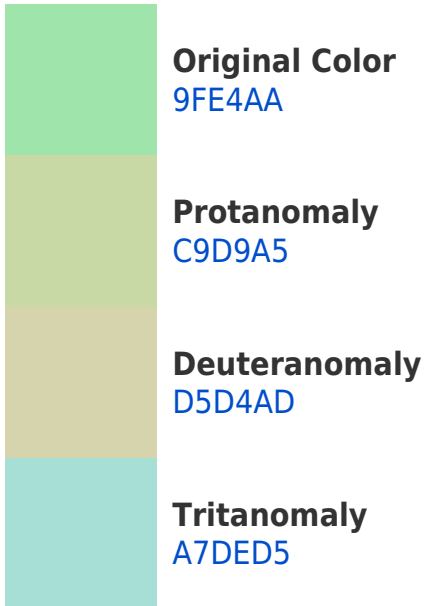 Original Color
9FE4AA
Protanomaly
C9D9A5
Deuteranomaly
D5D4AD
Tritanomaly
A7DED5